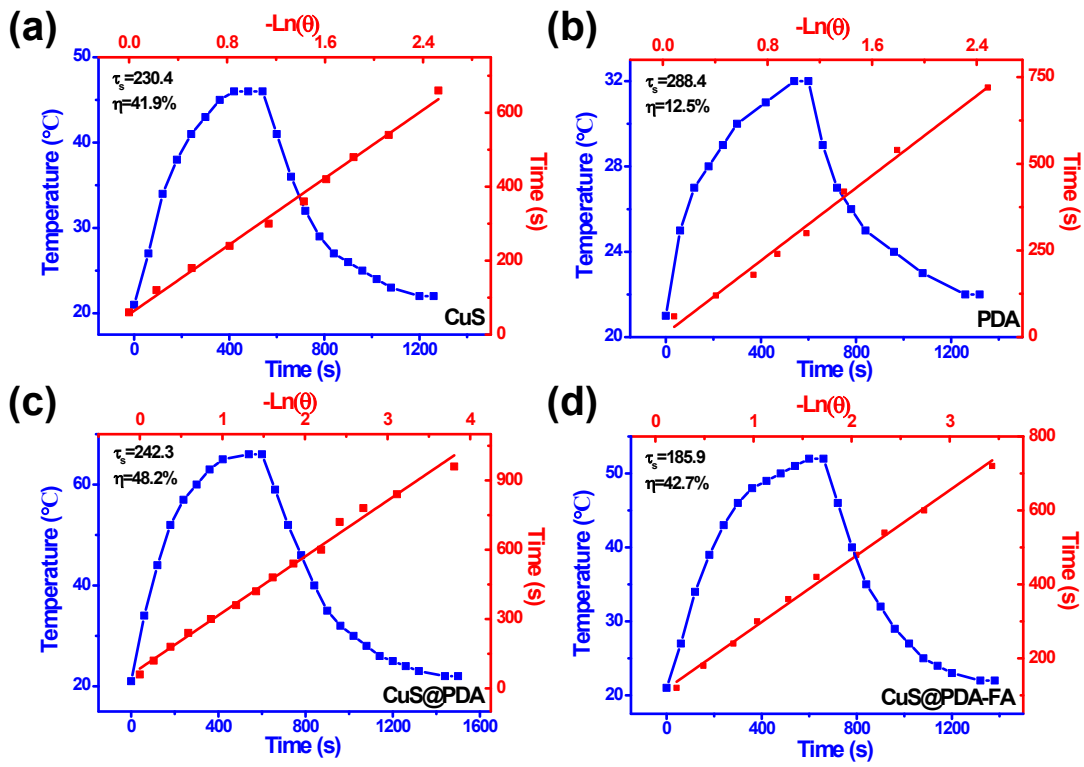 (a)
-Ln(θ)
0.0 0.8 1.6 2.4
50
40
30
20
Temperature (°C)
τs=230.4
η=41.9%
600
400
200
0
Time (s)
CuS
0 400 800 1200
Time (s)
(b)
-Ln(θ)
0.0 0.8 1.6 2.4
32
28
24
20
Temperature (°C)
τs=288.4
η=12.5%
750
500
250
0
Time (s)
PDA
0 400 800 1200
Time (s)
(c)
-Ln(θ)
0 1 2 3 4
60
40
20
Temperature (°C)
τs=242.3
η=48.2%
900
600
300
0
Time (s)
CuS@PDA
0 400 800 1200 1600
Time (s)
(d)
-Ln(θ)
0 1 2 3
50
40
30
20
Temperature (°C)
τs=185.9
η=42.7%
800
600
400
200
Time (s)
CuS@PDA-FA
0 400 800 1200
Time (s)